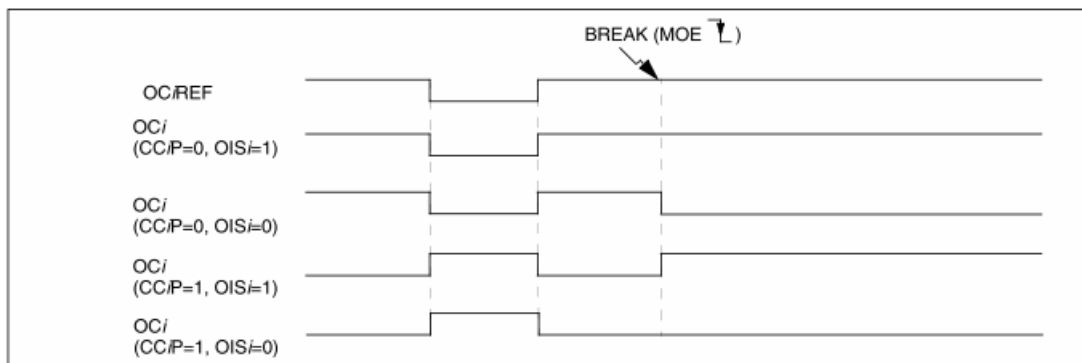 BREAK (MOE )
OCiREF
OCi
(CCiP=0, OISi=1)
OCi
(CCiP=0, OISi=0)
OCi
(CCiP=1, OISi=1)
OCi
(CCiP=1, OISi=0)